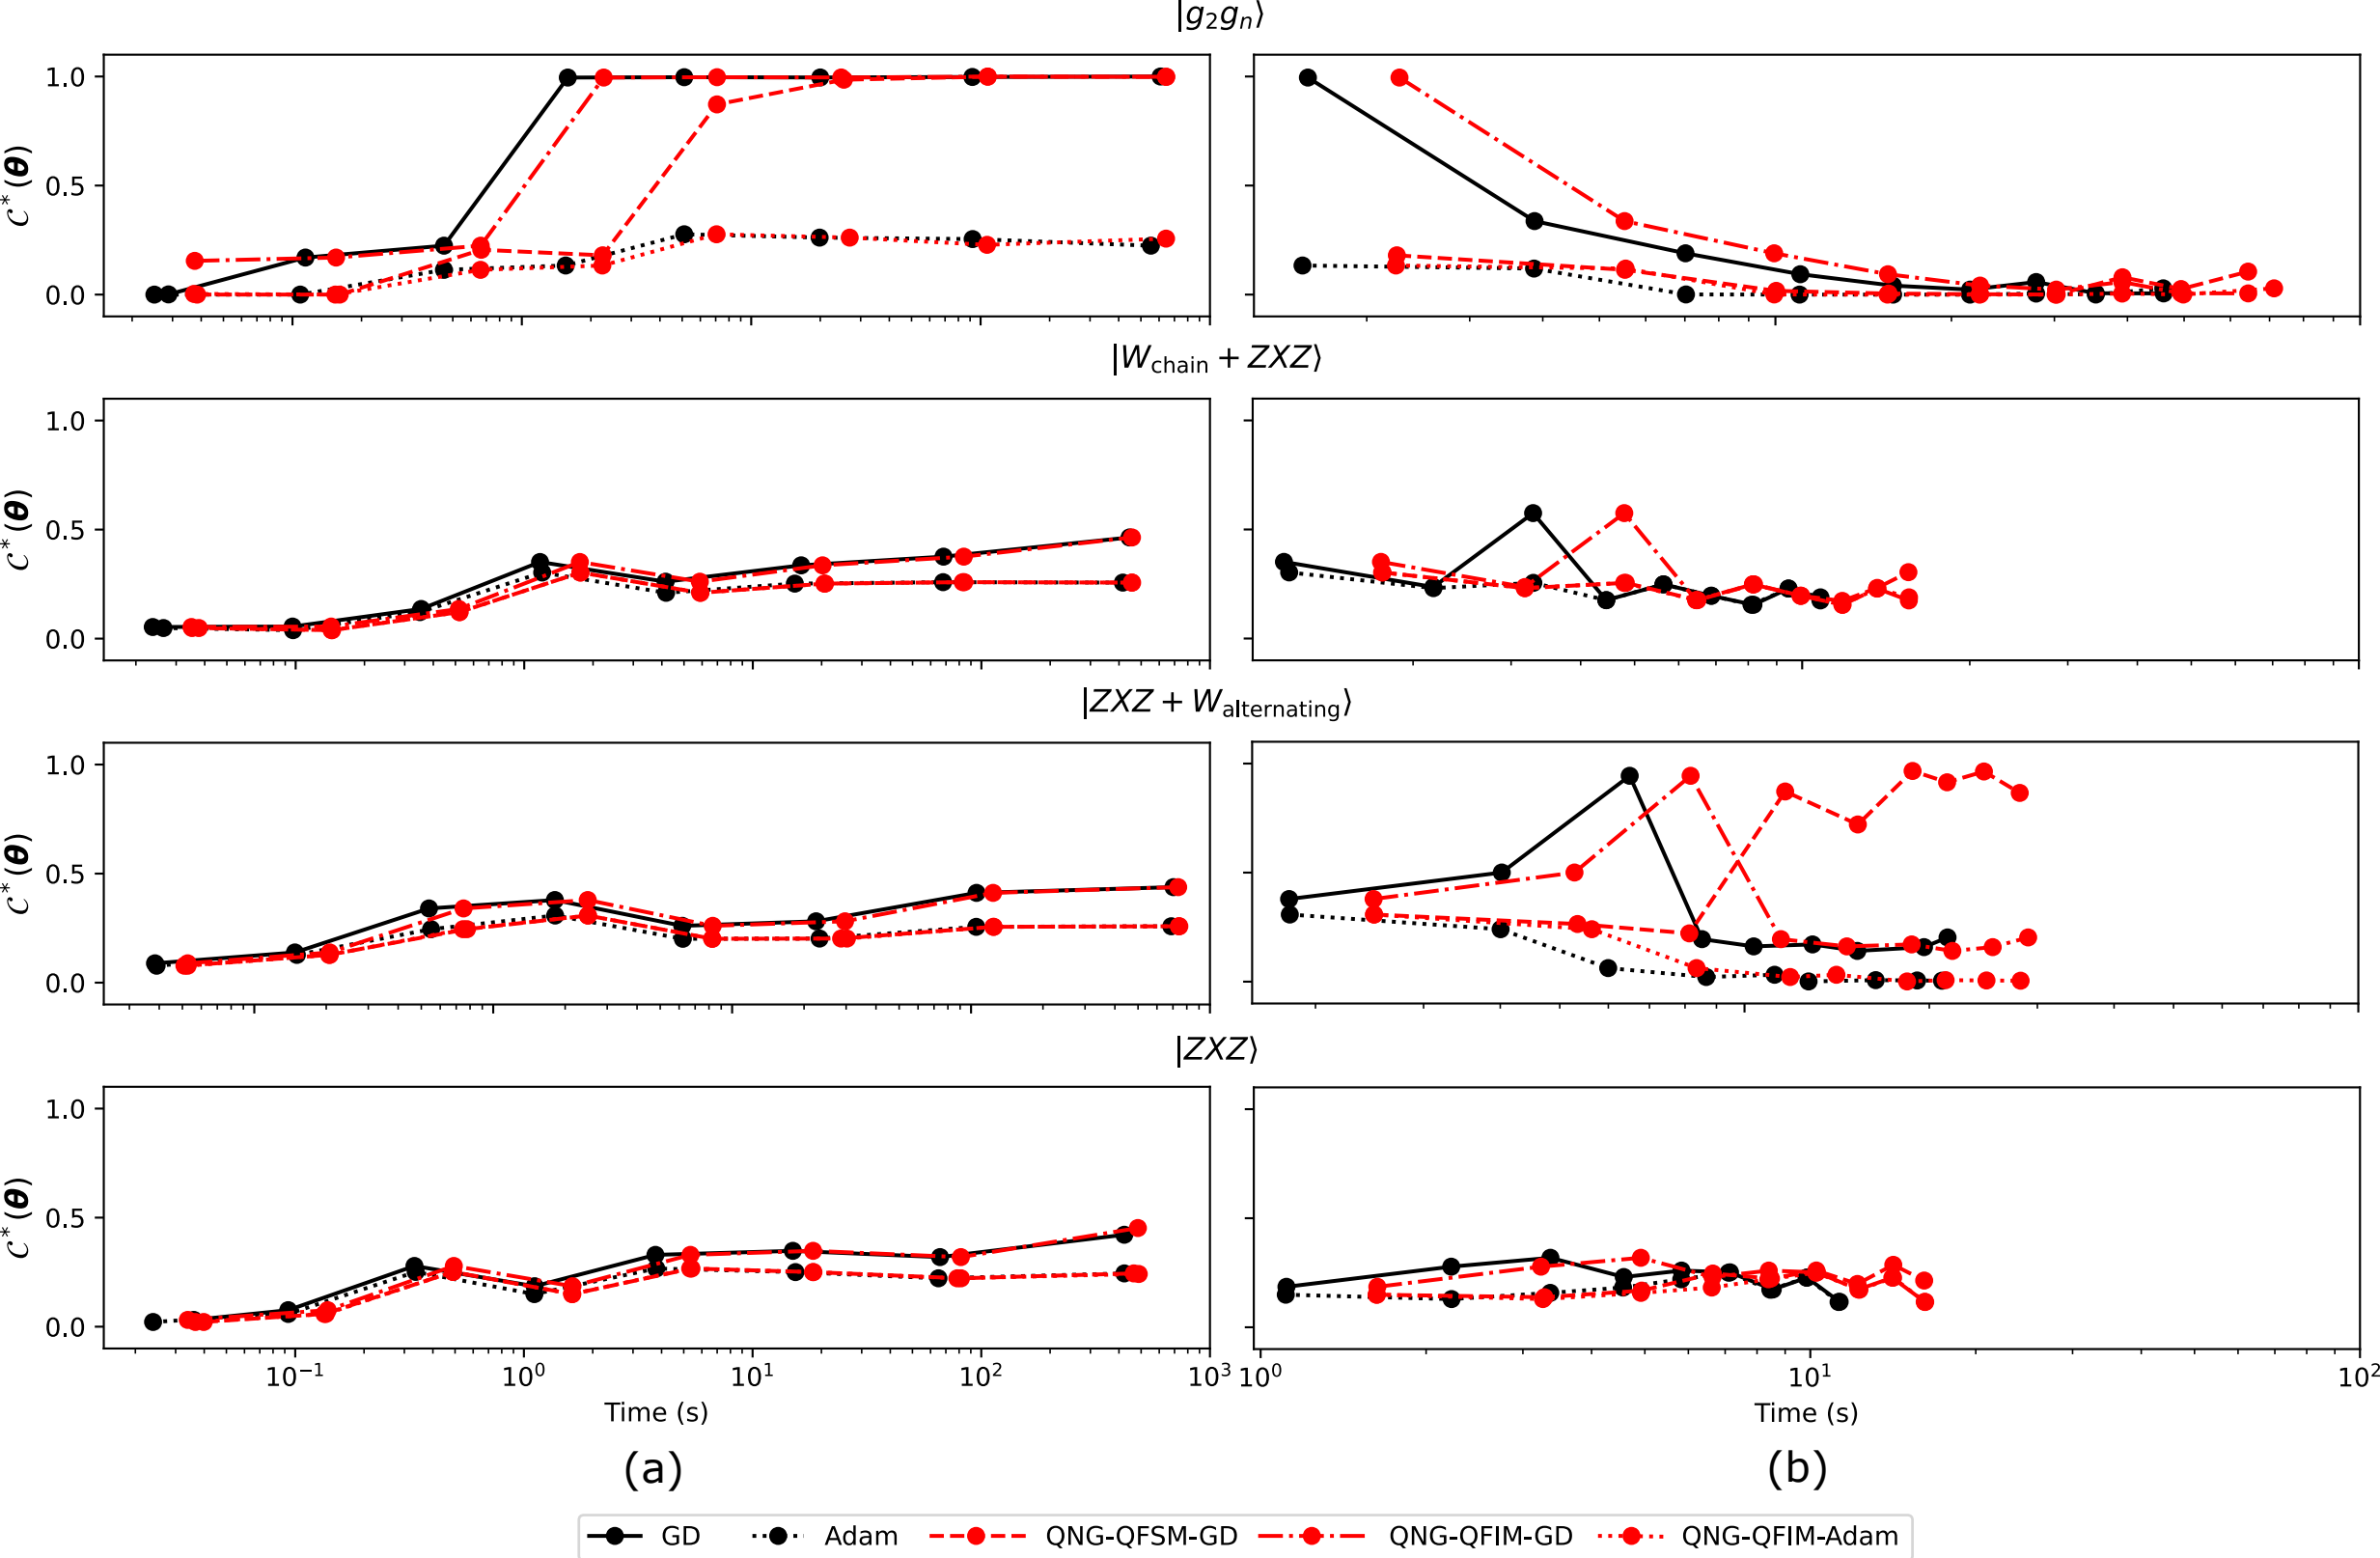 |g₂gₙ⟩
1.0
0.5
0.0
𝒞*(θ)
|W_chain + ZXZ⟩
1.0
0.5
0.0
𝒞*(θ)
|ZXZ + W_alternating⟩
1.0
0.5
0.0
𝒞*(θ)
|ZXZ⟩
1.0
0.5
0.0
𝒞*(θ)
10⁻¹ 10⁰ 10¹ 10² 10³ 10⁰ 10¹ 10²
Time (s) Time (s)
(a) (b)
GD Adam QNG-QFSM-GD QNG-QFIM-GD QNG-QFIM-Adam